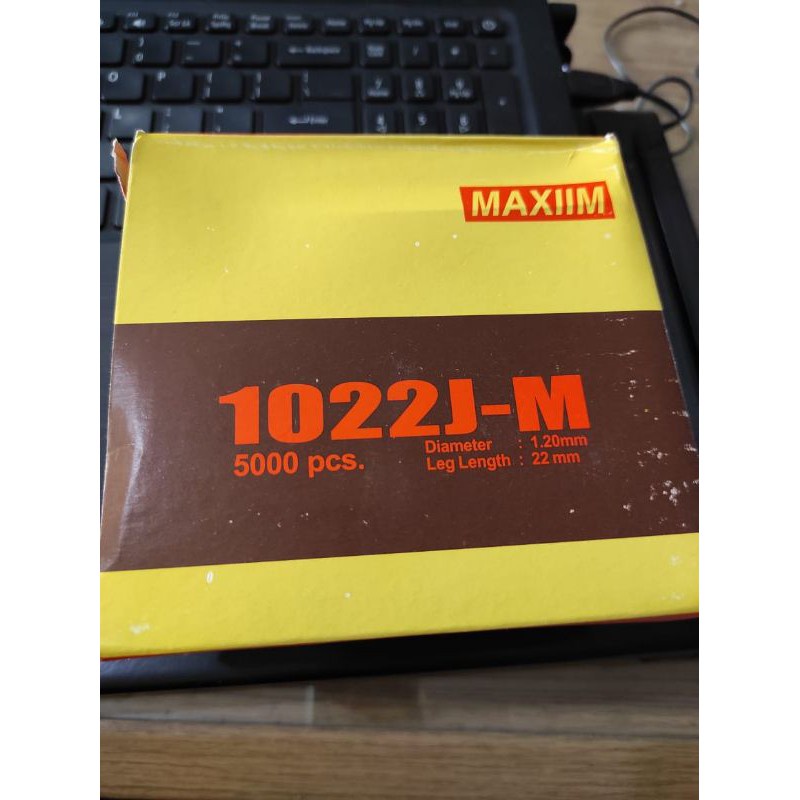 MAXIIM
1022J-M
5000 pcs.
Diameter : 1.20mm
Leg Length : 22 mm